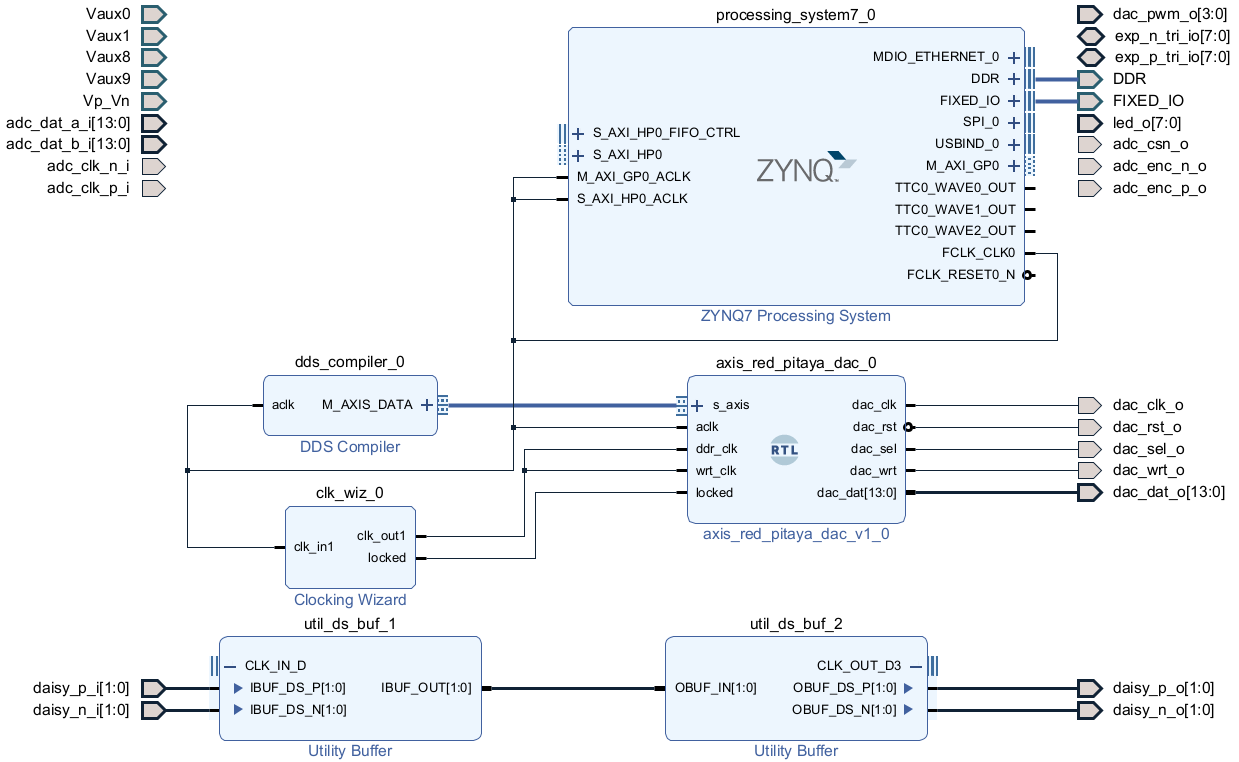 Vaux0
Vaux1
Vaux8
Vaux9
Vp_Vn
adc_dat_a_i[13:0]
adc_dat_b_i[13:0]
adc_clk_n_i
adc_clk_p_i
processing_system7_0
MDIO_ETHERNET_0
DDR
FIXED_IO
SPI_0
USBIND_0
M_AXI_GP0
TTC0_WAVE0_OUT
TTC0_WAVE1_OUT
TTC0_WAVE2_OUT
FCLK_CLK0
FCLK_RESET0_N
S_AXI_HP0_FIFO_CTRL
S_AXI_HP0
M_AXI_GP0_ACLK
S_AXI_HP0_ACLK
ZYNQ
ZYNQ7 Processing System
dac_pwm_o[3:0]
exp_n_tri_io[7:0]
exp_p_tri_io[7:0]
DDR
FIXED_IO
led_o[7:0]
adc_csn_o
adc_enc_n_o
adc_enc_p_o
dds_compiler_0
aclk
M_AXIS_DATA
DDS Compiler
axis_red_pitaya_dac_0
s_axis
aclk
ddr_clk
wrt_clk
locked
RTL
dac_clk
dac_rst
dac_sel
dac_wrt
dac_dat[13:0]
axis_red_pitaya_dac_v1_0
dac_clk_o
dac_rst_o
dac_sel_o
dac_wrt_o
dac_dat_o[13:0]
clk_wiz_0
clk_in1
clk_out1
locked
Clocking Wizard
daisy_p_i[1:0]
daisy_n_i[1:0]
util_ds_buf_1
CLK_IN_D
IBUF_DS_P[1:0]
IBUF_DS_N[1:0]
IBUF_OUT[1:0]
Utility Buffer
util_ds_buf_2
OBUF_IN[1:0]
CLK_OUT_D3
OBUF_DS_P[1:0]
OBUF_DS_N[1:0]
Utility Buffer
daisy_p_o[1:0]
daisy_n_o[1:0]